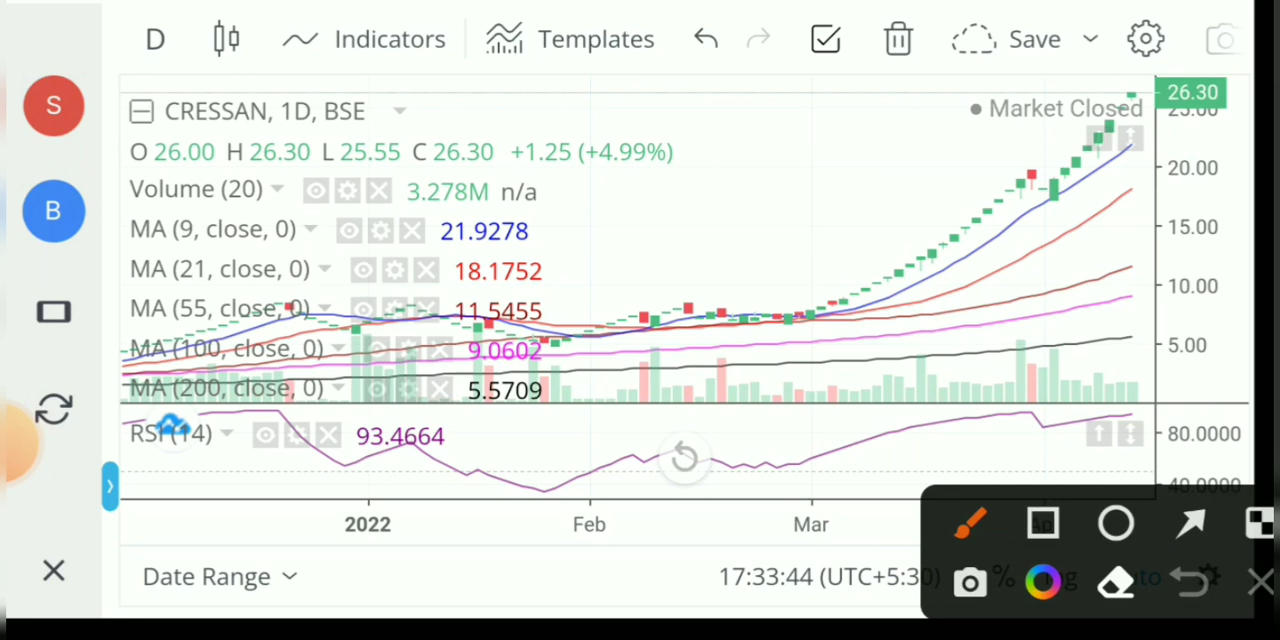 D Indicators Templates Save
S
CRESSAN, 1D, BSE
Market Closed
26.30
25.00
O 26.00 H 26.30 L 25.55 C 26.30 +1.25 (+4.99%)
20.00
Volume (20) 3.278M n/a
B
MA (9, close, 0) 21.9278
15.00
MA (21, close, 0) 18.1752
10.00
MA (55, close, 0) 11.5455
MA (100, close, 0) 9.0602
5.00
MA (200, close, 0) 5.5709
RSI (14) 93.4664
80.0000
40.0000
2022 Feb Mar
Date Range 17:33:44 (UTC+5:30) %